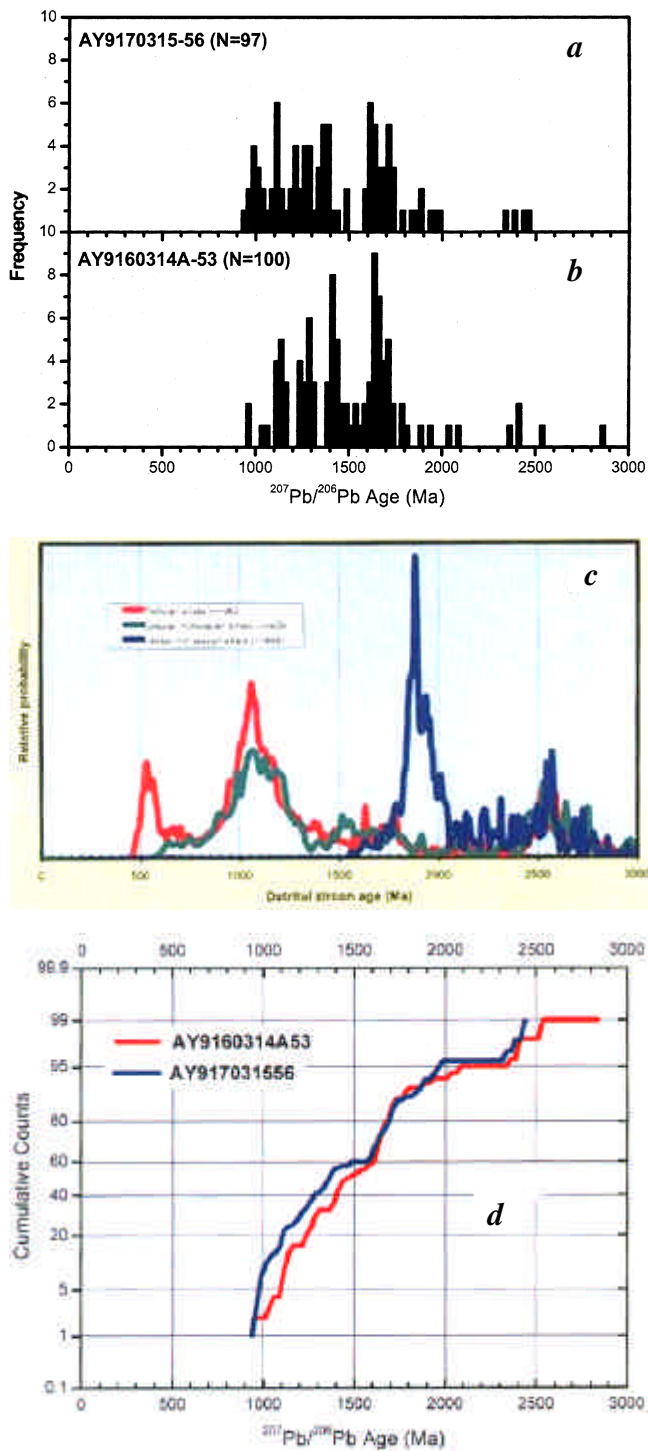 10
AY9170315-56 (N=97)
a
8
6
4
2
10
Frequency
AY9160314A-53 (N=100)
b
8
6
4
2
0
0 500 1000 1500 2000 2500 3000
207Pb/206Pb Age (Ma)
c
Relative probability
0 500 2500 3000
Detrital zircon age (Ma)
0 500 1000 1500 2000 2500 3000
99.9
99
AY9160314A53
95
AY917031556
80
60
Cumulative Counts
40
d
20
5
1
0.1
0 500 1000 1500 2000 2500 3000
207Pb/206Pb Age (Ma)